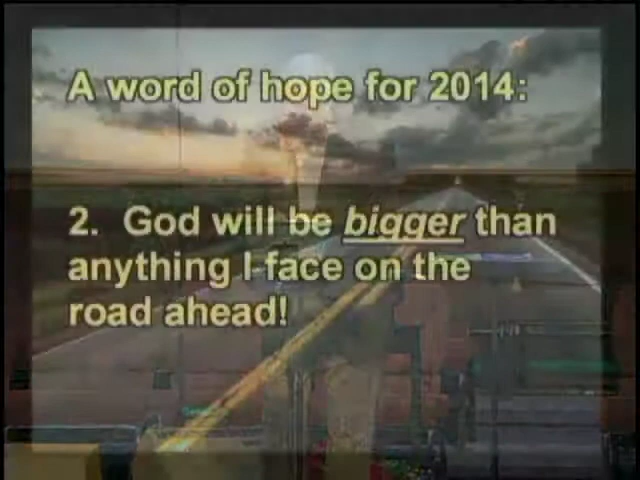 A word of hope for 2014:
2. God will be bigger than
anything I face on the
road ahead!